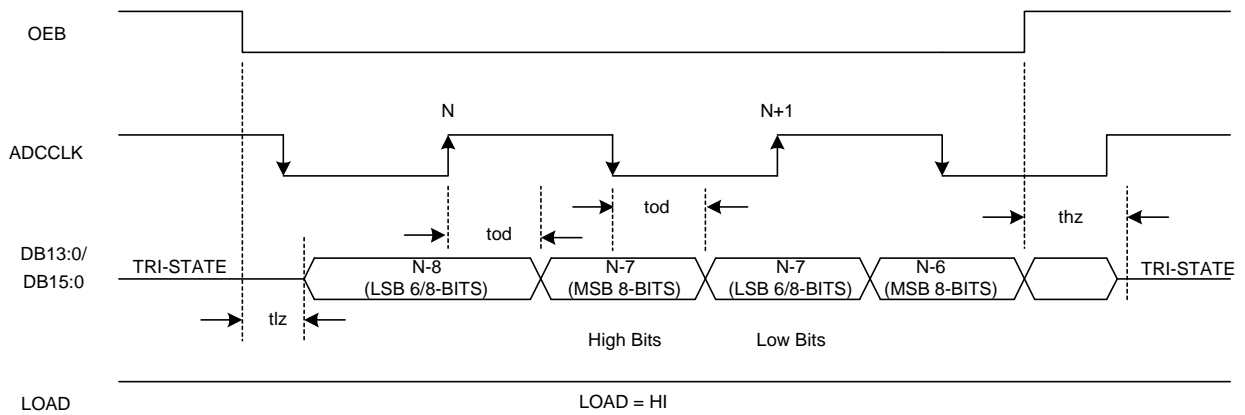 OEB
N
N+1
ADCCLK
tod
tod
thz
DB13:0/
DB15:0
TRI-STATE
N-8
(LSB 6/8-BITS)
N-7
(MSB 8-BITS)
N-7
(LSB 6/8-BITS)
N-6
(MSB 8-BITS)
TRI-STATE
tlz
High Bits
Low Bits
LOAD
LOAD = HI